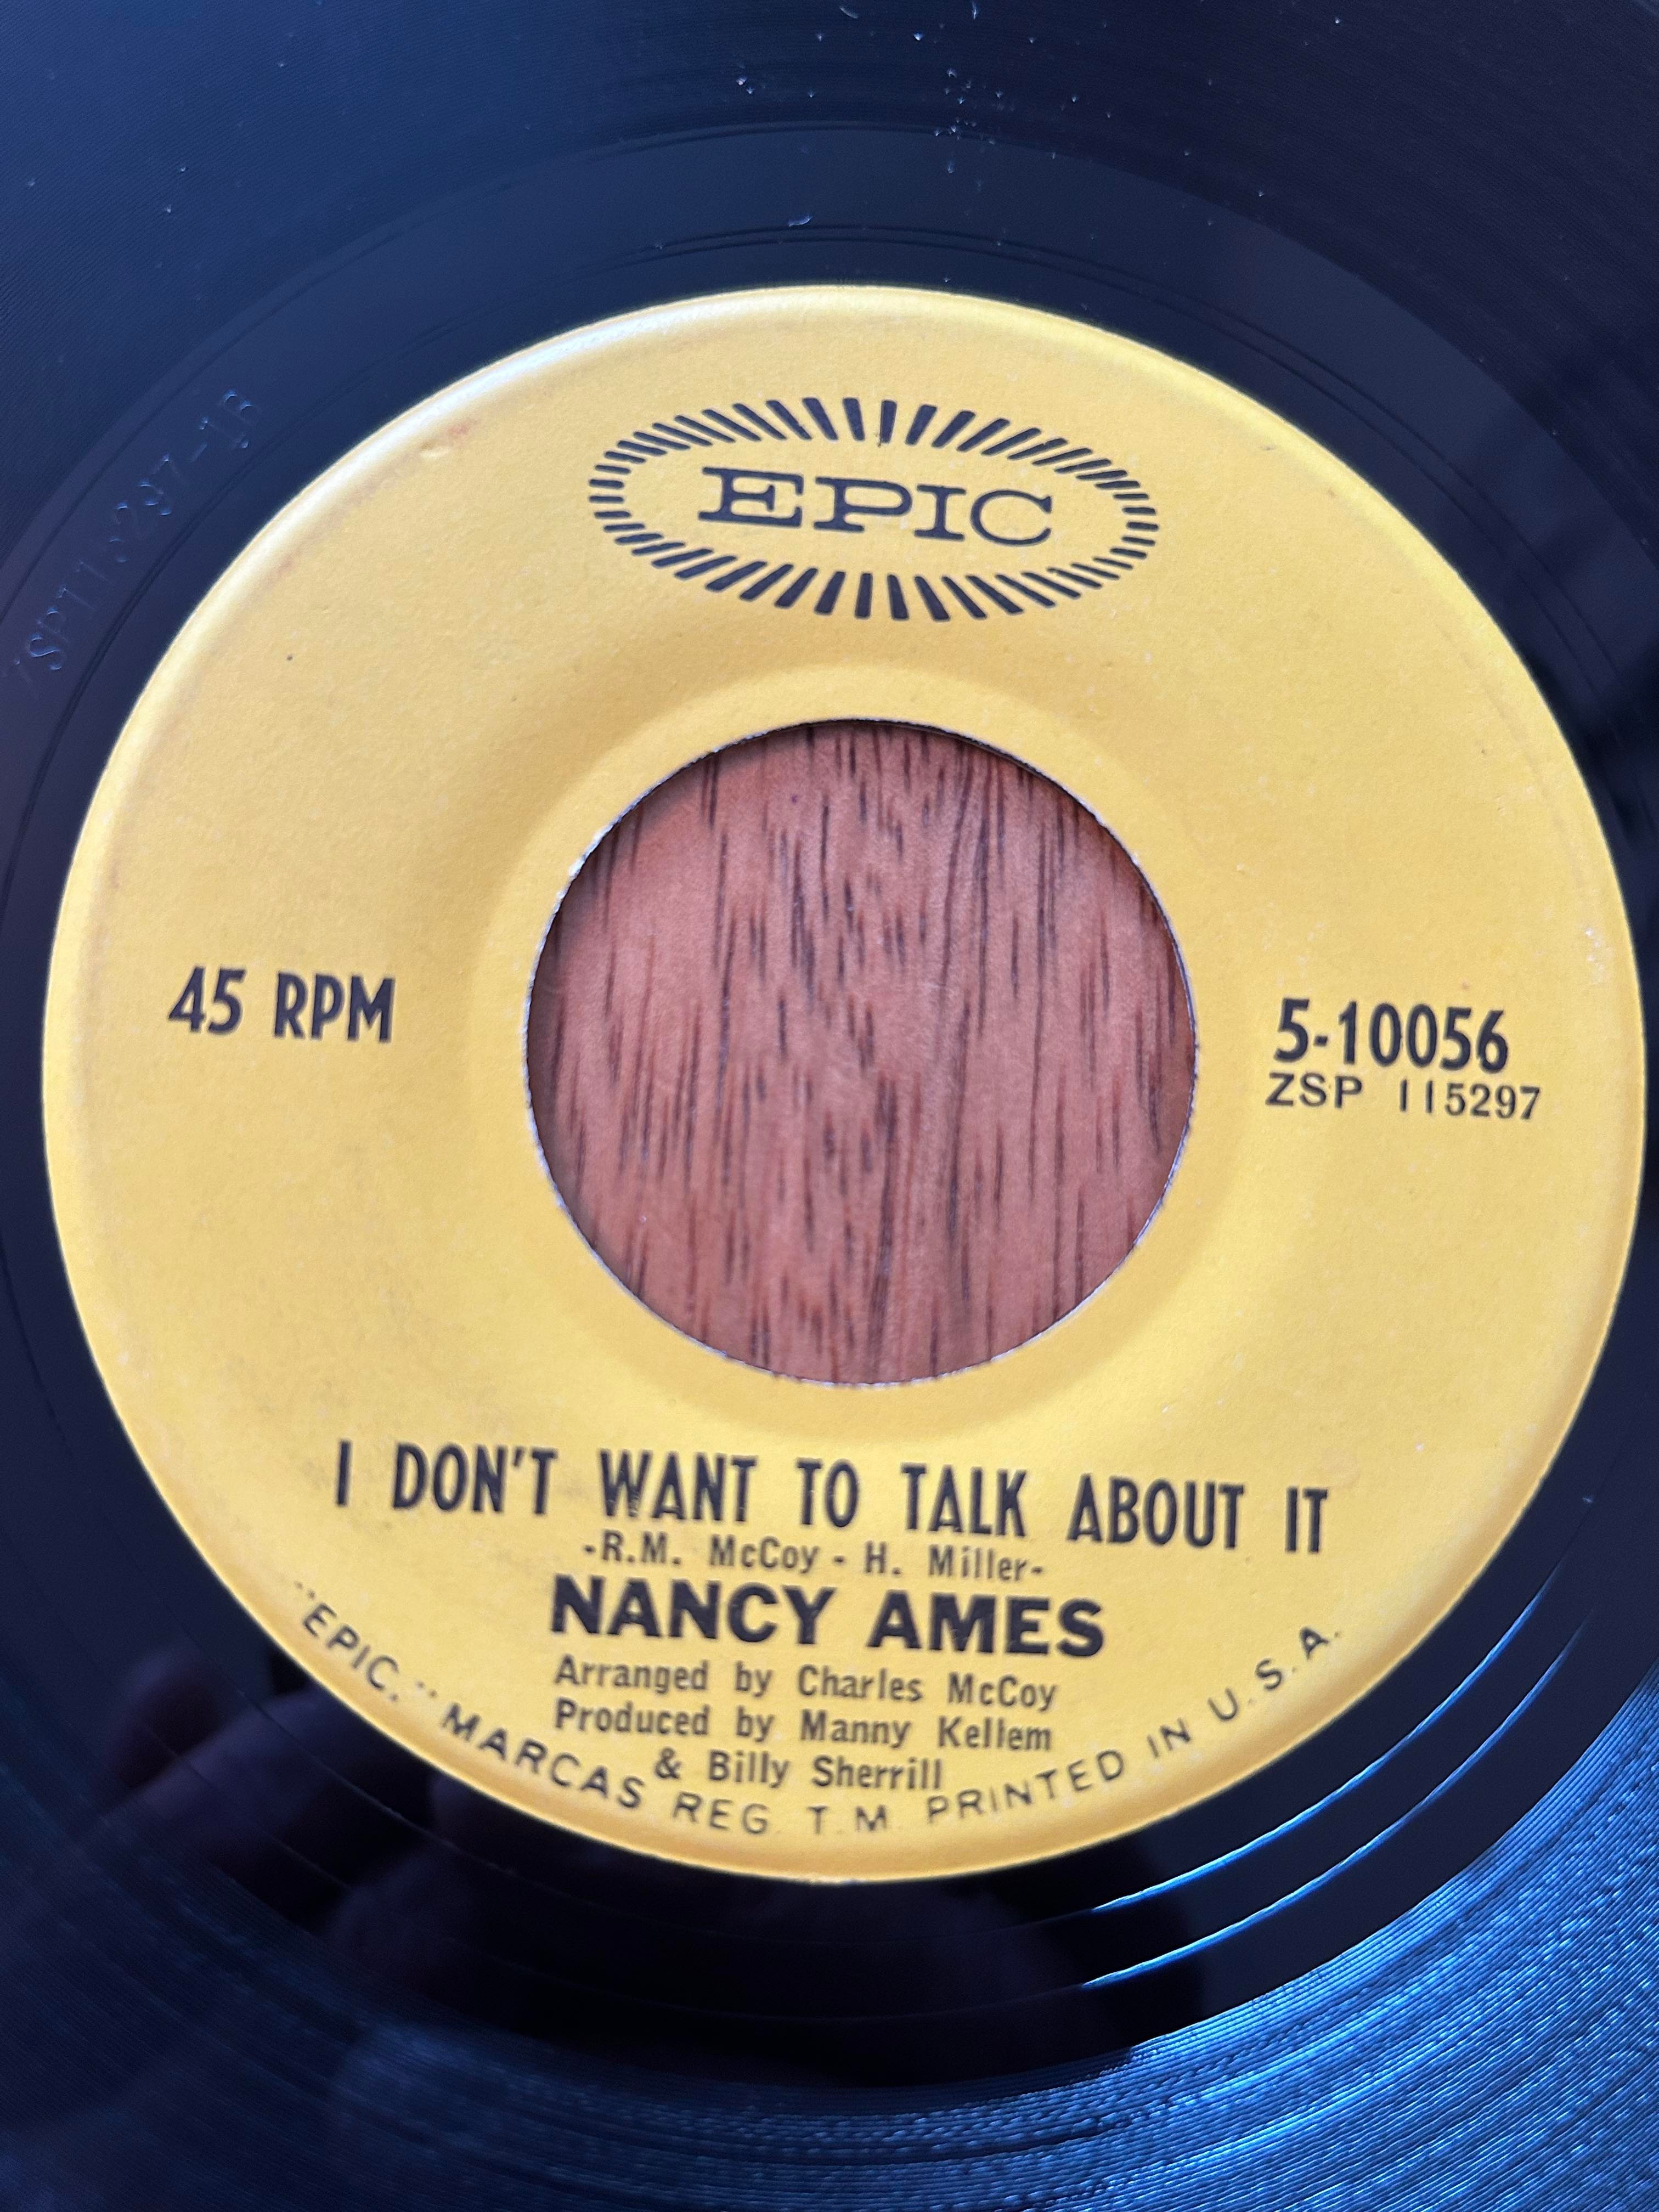 EPIC
45 RPM
5-10056
ZSP 115297
I DON'T WANT TO TALK ABOUT IT
-R.M. McCoy - H. Miller-
NANCY AMES
Arranged by Charles McCoy
Produced by Manny Kellem
& Billy Sherrill
"EPIC," MARCAS REG. T.M. PRINTED IN U.S.A.